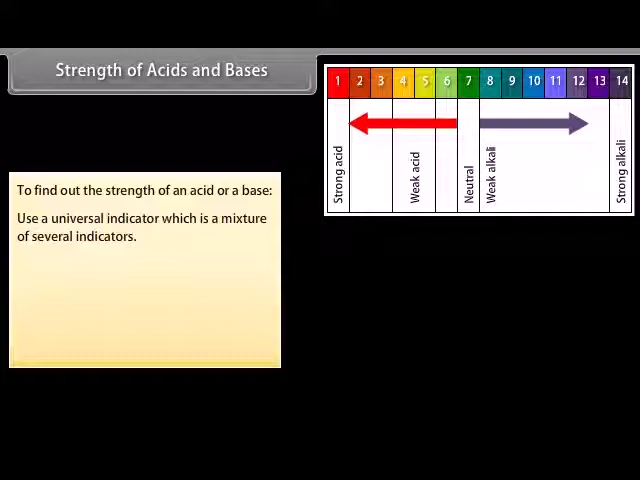 Strength of Acids and Bases
1 2 3 4 5 6 7 8 9 10 11 12 13 14
Strong acid
Weak acid
Neutral
Weak alkali
Strong alkali
To find out the strength of an acid or a base:
Use a universal indicator which is a mixture
of several indicators.